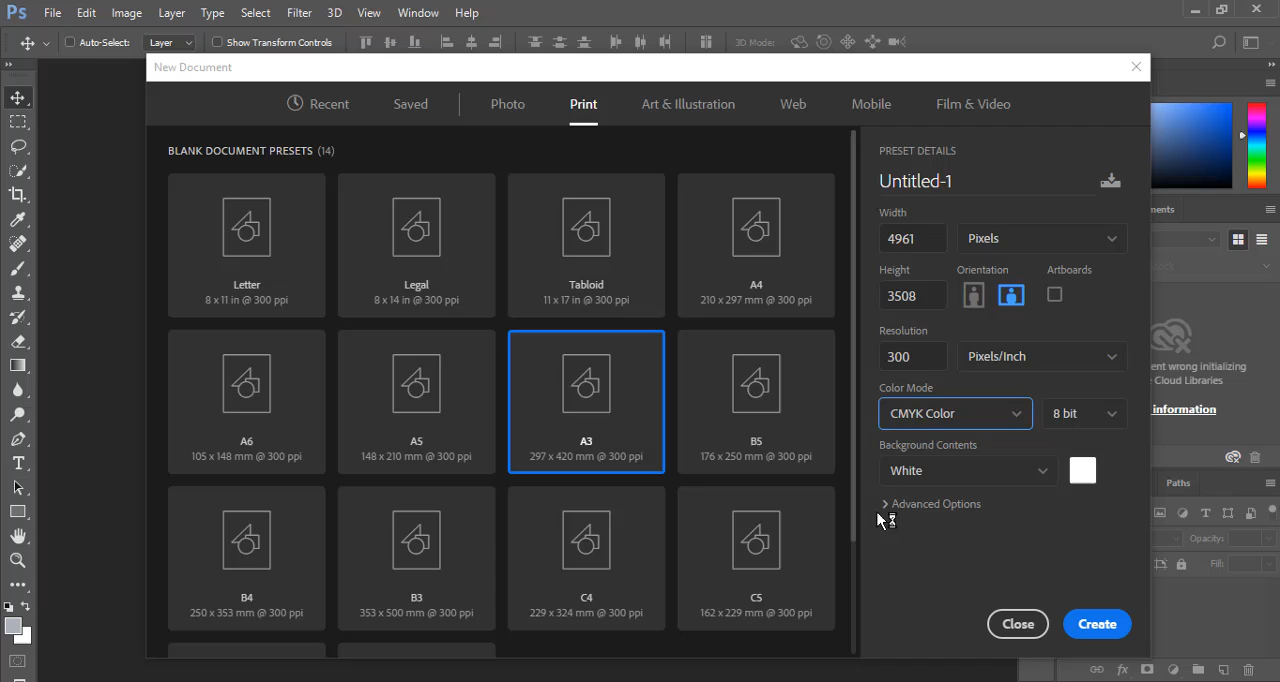 Ps File Edit Image Layer Type Select Filter 3D View Window Help
Auto-Select: Layer Show Transform Controls 3D Mode:
New Document
Recent Saved Photo Print Art & Illustration Web Mobile Film & Video
BLANK DOCUMENT PRESETS (14)
Letter Legal Tabloid A4
8 x 11 in @ 300 ppi 8 x 14 in @ 300 ppi 11 x 17 in @ 300 ppi 210 x 297 mm @ 300 ppi
A6 A5 A3 B5
105 x 148 mm @ 300 ppi 148 x 210 mm @ 300 ppi 297 x 420 mm @ 300 ppi 176 x 250 mm @ 300 ppi
B4 B3 C4 C5
250 x 353 mm @ 300 ppi 353 x 500 mm @ 300 ppi 229 x 324 mm @ 300 ppi 162 x 229 mm @ 300 ppi
PRESET DETAILS
Untitled-1
Width
4961 Pixels
Height Orientation Artboards
3508
Resolution
300 Pixels/Inch
Color Mode
CMYK Color 8 bit
Background Contents
White
Advanced Options
Close Create
ments
ent wrong initializing
Cloud Libraries
information
Paths
Opacity:
Fill: